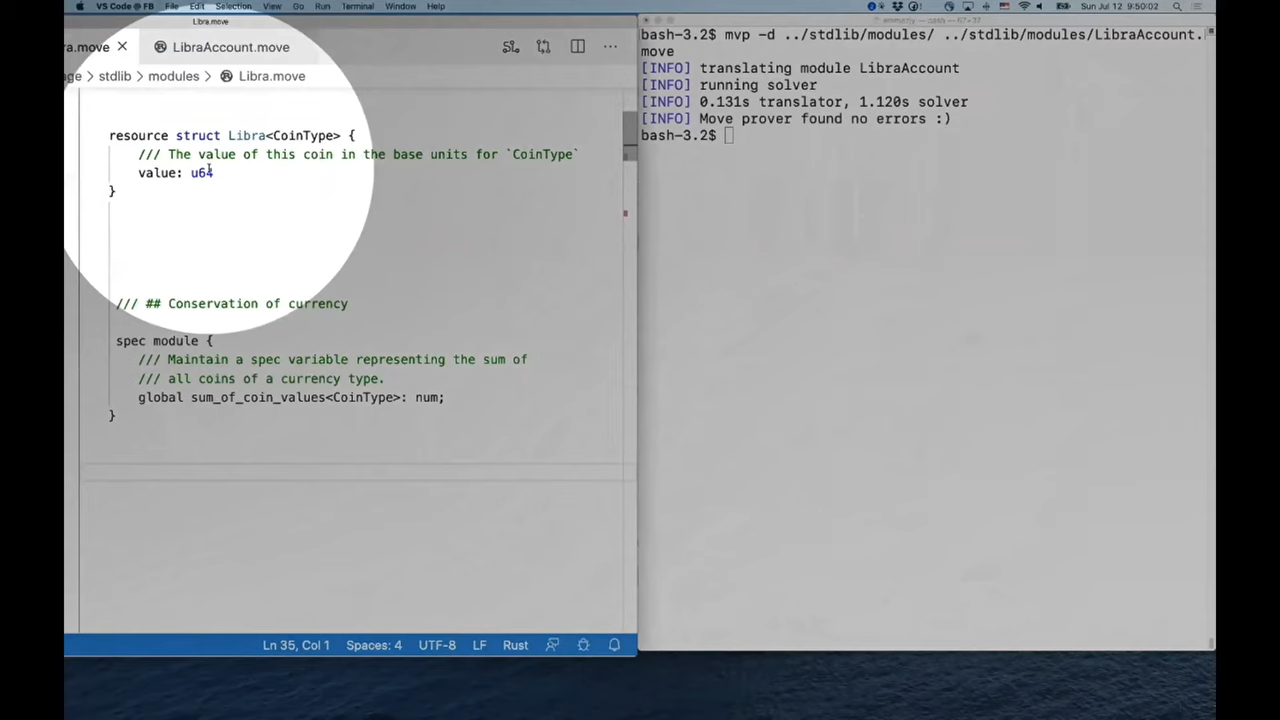 VS Code @ FB File Edit Selection View Go Run Terminal Window Help
Sun Jul 12 9:50:02
Libra.move
ra.move
LibraAccount.move
ge > stdlib > modules > Libra.move
resource struct Libra<CoinType> {
/// The value of this coin in the base units for `CoinType`
value: u64
}
/// ## Conservation of currency
spec module {
/// Maintain a spec variable representing the sum of
/// all coins of a currency type.
global sum_of_coin_values<CoinType>: num;
}
Ln 35, Col 1 Spaces: 4 UTF-8 LF Rust
bash-3.2$ mvp -d ../stdlib/modules/ ../stdlib/modules/LibraAccount.
move
[INFO] translating module LibraAccount
[INFO] running solver
[INFO] 0.131s translator, 1.120s solver
[INFO] Move prover found no errors :)
bash-3.2$